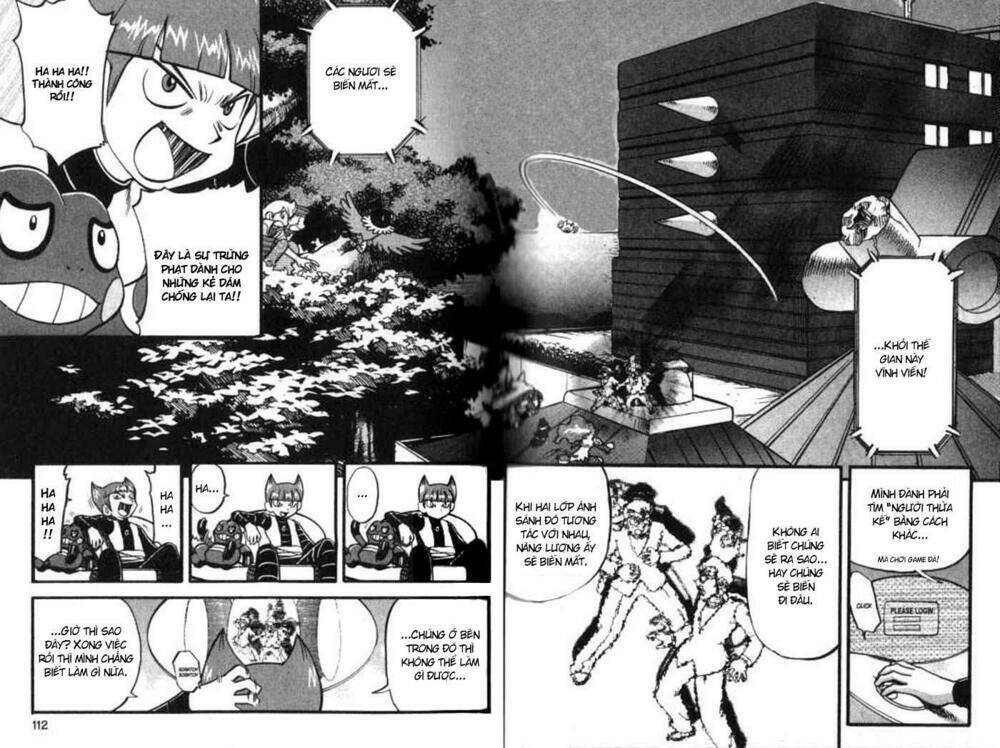 CÁC NGƯƠI SẼ
BIẾN MẤT...
...KHỎI THẾ
GIAN NÀY
VĨNH VIỄN!
HA HA HA!!
THÀNH CÔNG
RỒI!!
ĐÂY LÀ SỰ TRỪNG
PHẠT DÀNH CHO
NHỮNG KẺ DÁM
CHỐNG LẠI TA!!
MÌNH ĐÀNH PHẢI
TÌM "NGƯỜI THỪA
KẾ" BẰNG CÁCH
KHÁC...
MÀ CHƠI GAME ĐÃ!
CLICK
PLEASE LOGIN
KHÔNG AI
BIẾT CHÚNG
SẼ RA SAO...
HAY CHÚNG
SẼ BIẾN
ĐI ĐÂU.
KHI HAI LỚP ÁNH
SÁNG ĐÓ TƯƠNG
TÁC VỚI NHAU,
NĂNG LƯỢNG ẤY
SẼ BIẾN MẤT.
...
HA...
HA
HA
...
HA
HA
HA
!!
...CHÚNG Ở BÊN
TRONG ĐÓ THÌ
KHÔNG THỂ LÀM
GÌ ĐƯỢC...
SCRATCH
SCRATCH
...GIỜ THÌ SAO
ĐÂY? XONG VIỆC
RỒI THÌ MÌNH CHẲNG
BIẾT LÀM GÌ NỮA.
112